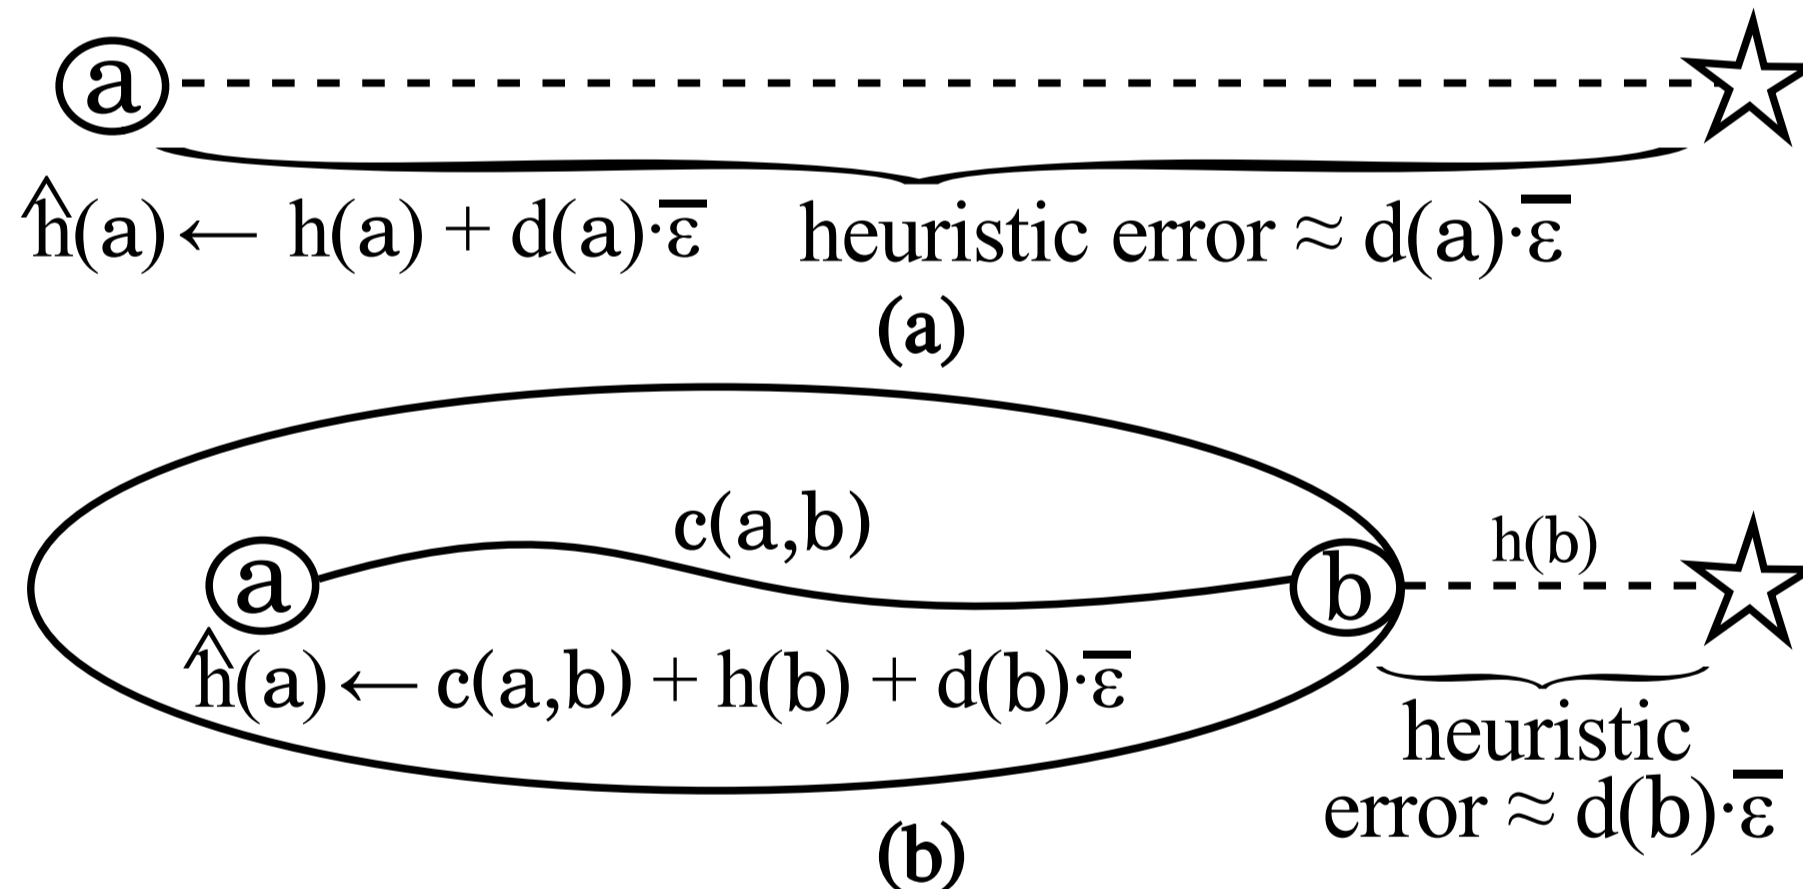 a
ĥ(a) ← h(a) + d(a)·ε̅ heuristic error ≈ d(a)·ε̅
(a)
c(a,b)
h(b)
a b
ĥ(a) ← c(a,b) + h(b) + d(b)·ε̅
heuristic
error ≈ d(b)·ε̅
(b)